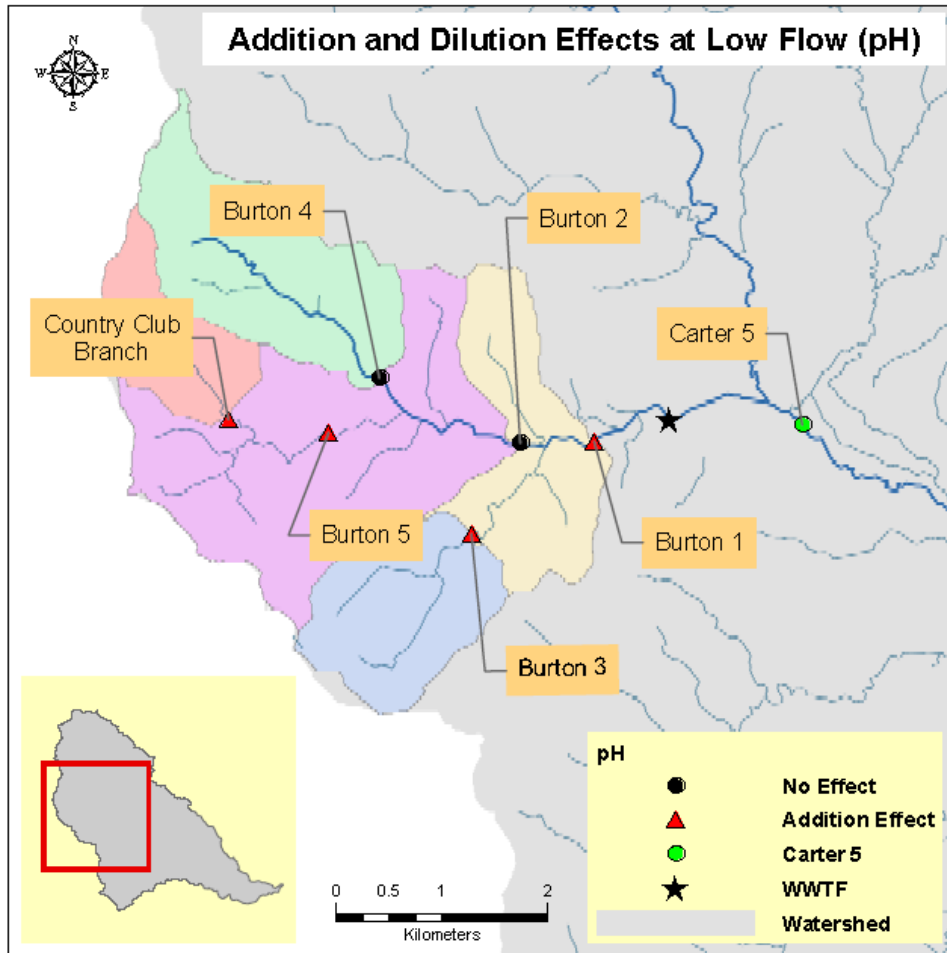 Addition and Dilution Effects at Low Flow (pH)
N
W E
S
Burton 4
Burton 2
Country Club
Branch
Carter 5
Burton 5
Burton 1
Burton 3
pH
No Effect
Addition Effect
Carter 5
WWTF
Watershed
0 0.5 1 2
Kilometers